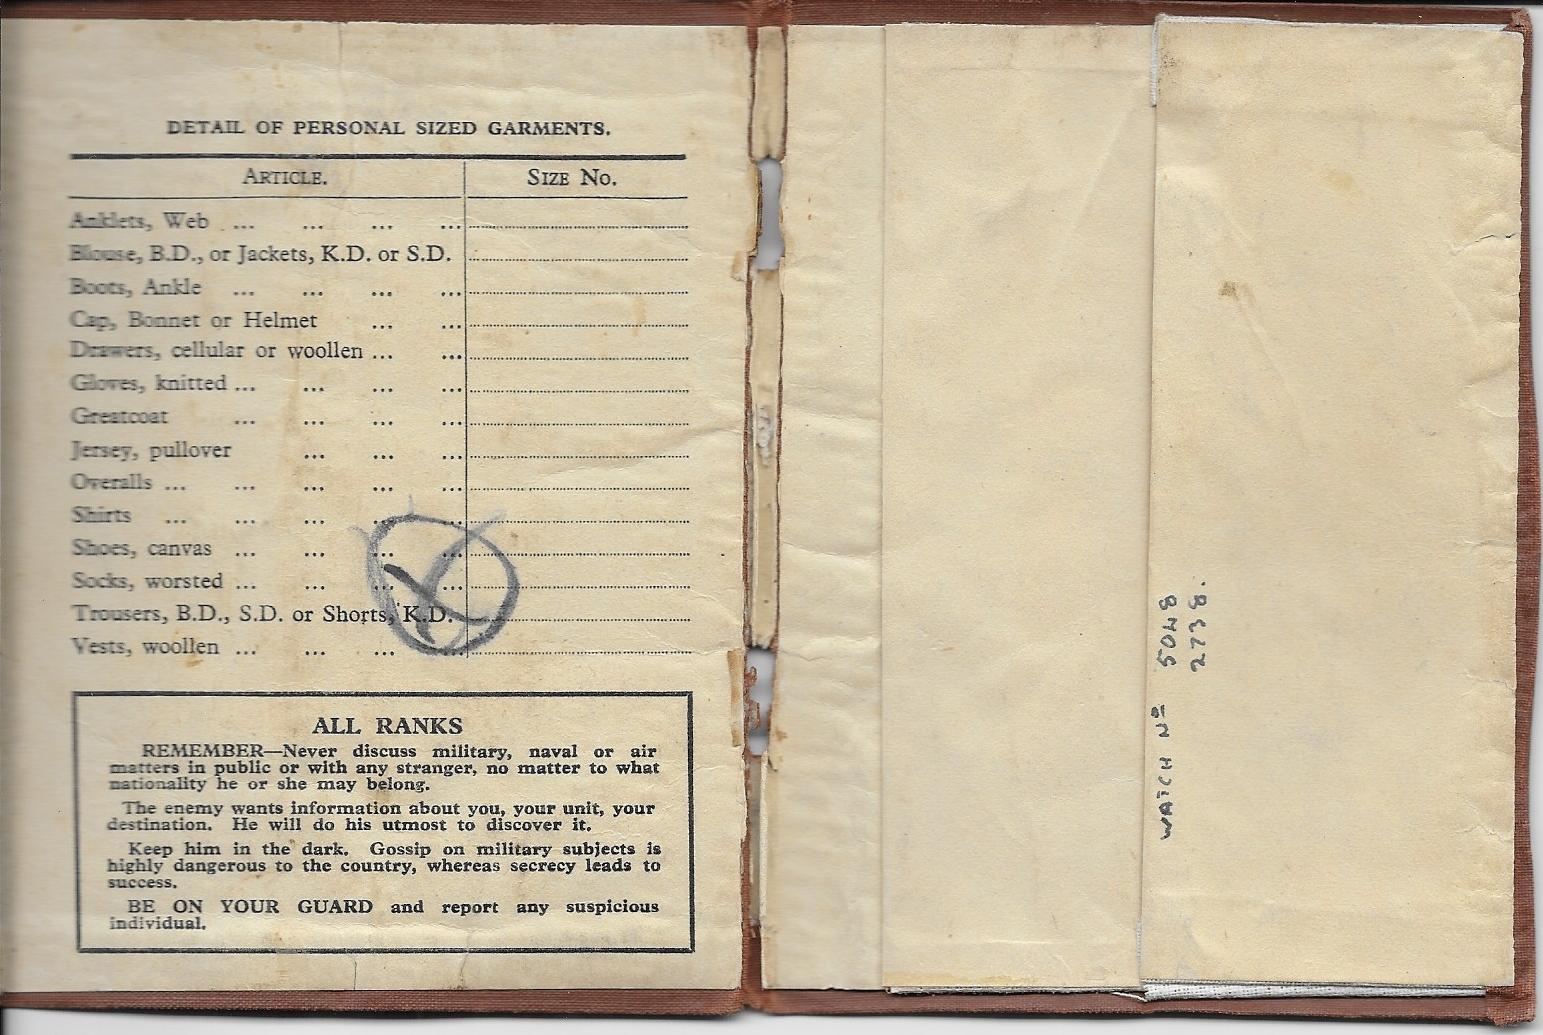 DETAIL OF PERSONAL SIZED GARMENTS.
ARTICLE. SIZE No.
Anklets, Web ... ... ... ...
Blouse, B.D., or Jackets, K.D. or S.D.
Boots, Ankle ... ... ... ...
Cap, Bonnet or Helmet ... ...
Drawers, cellular or woollen ... ...
Gloves, knitted ... ... ... ...
Greatcoat ... ... ... ...
Jersey, pullover ... ... ...
Overalls ... ... ... ... ...
Shirts ... ... ... ... ...
Shoes, canvas ... ... ... ...
Socks, worsted ... ... ... ...
Trousers, B.D., S.D. or Shorts, K.D.
Vests, woollen ... ... ... ...
ALL RANKS
REMEMBER—Never discuss military, naval or air
matters in public or with any stranger, no matter to what
nationality he or she may belong.
The enemy wants information about you, your unit, your
destination. He will do his utmost to discover it.
Keep him in the dark. Gossip on military subjects is
highly dangerous to the country, whereas secrecy leads to
success.
BE ON YOUR GUARD and report any suspicious
individual.
WATCH Nº 5048
2738.